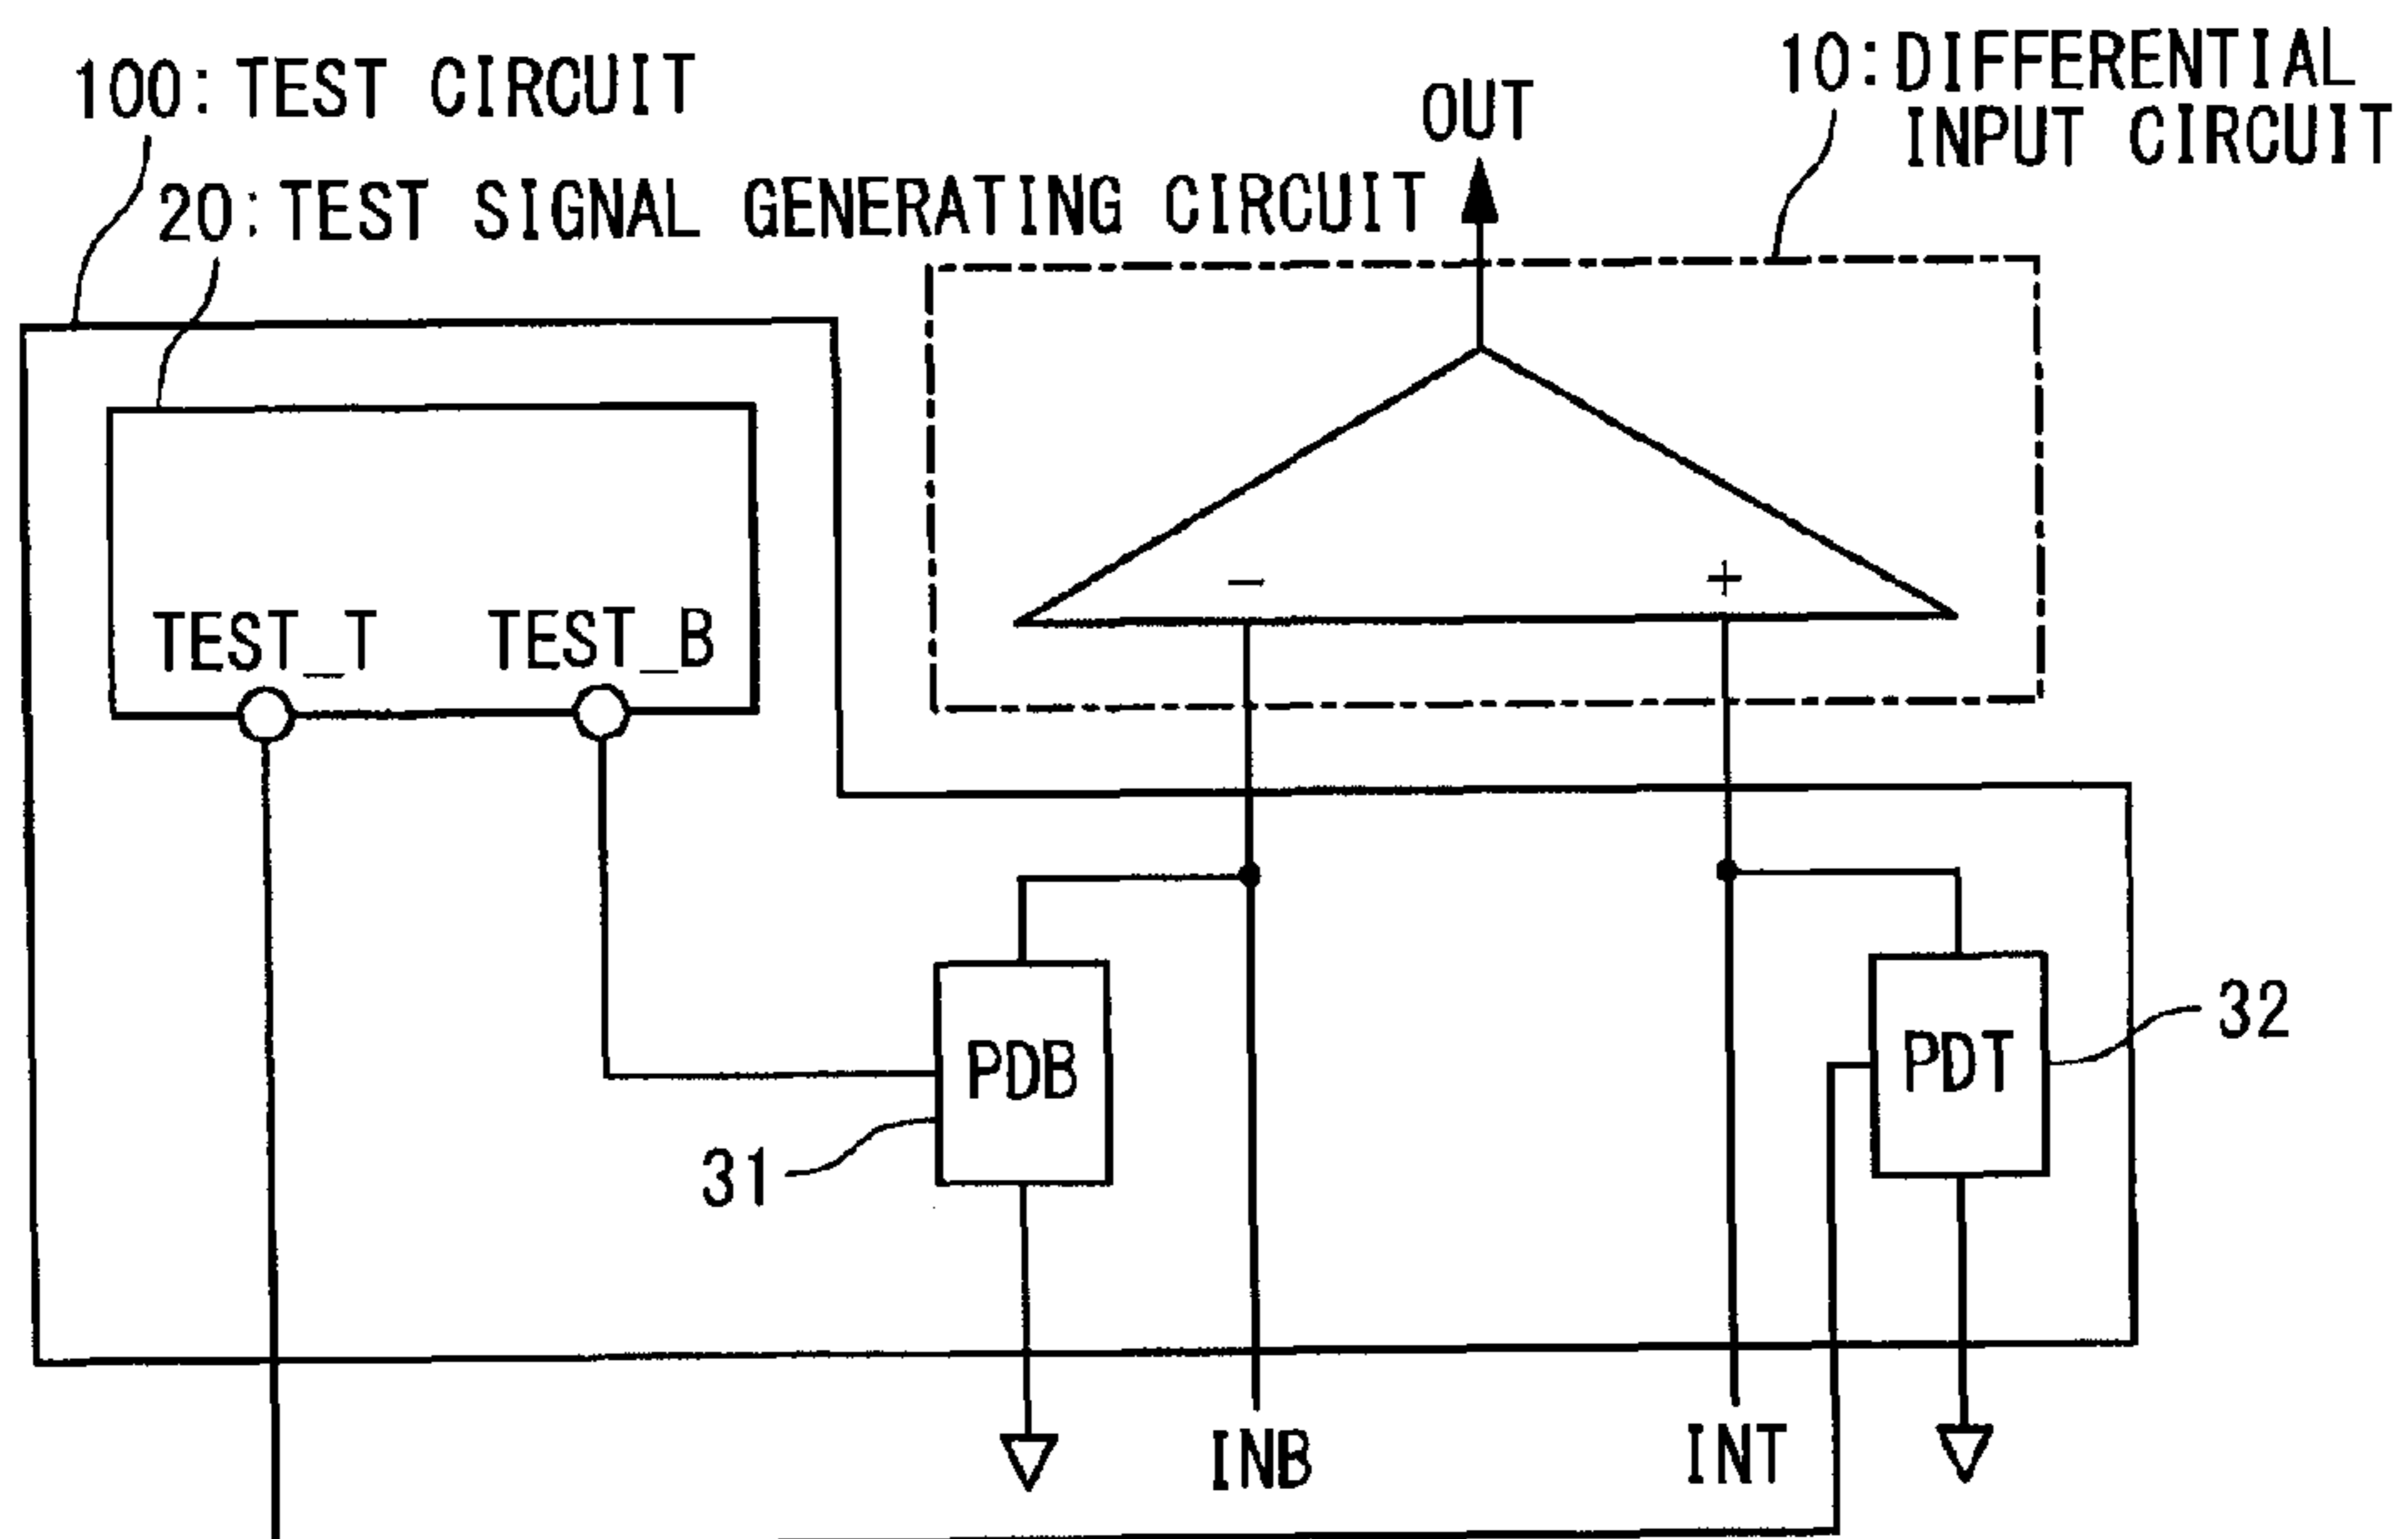 100: TEST CIRCUIT
20: TEST SIGNAL GENERATING CIRCUIT
OUT
10: DIFFERENTIAL
INPUT CIRCUIT
TEST_T
TEST_B
-
+
PDB
31
PDT
32
INB
INT